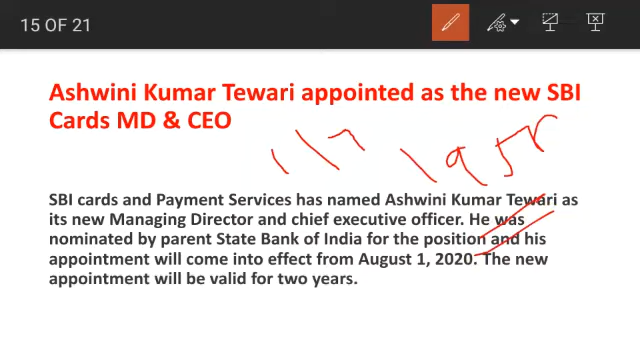 15 OF 21
Ashwini Kumar Tewari appointed as the new SBI
Cards MD & CEO
1/7
1955
SBI cards and Payment Services has named Ashwini Kumar Tewari as
its new Managing Director and chief executive officer. He was
nominated by parent State Bank of India for the position and his
appointment will come into effect from August 1, 2020. The new
appointment will be valid for two years.